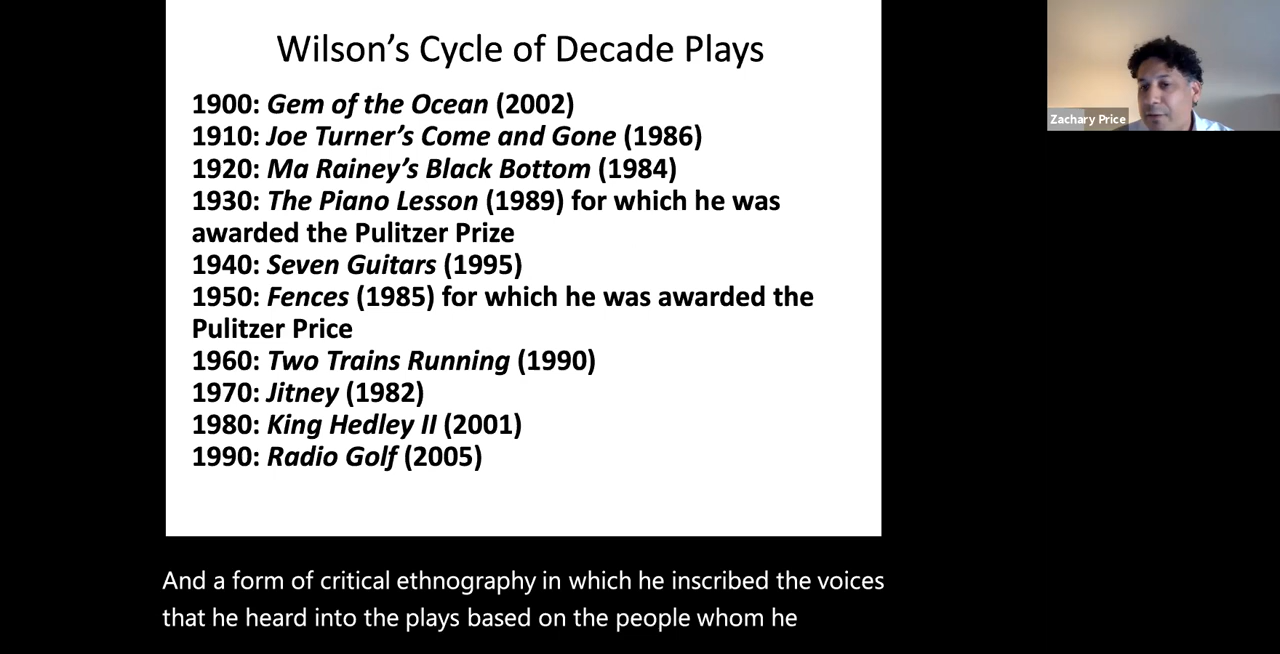 Wilson’s Cycle of Decade Plays
1900: Gem of the Ocean (2002)
1910: Joe Turner’s Come and Gone (1986)
1920: Ma Rainey’s Black Bottom (1984)
1930: The Piano Lesson (1989) for which he was
awarded the Pulitzer Prize
1940: Seven Guitars (1995)
1950: Fences (1985) for which he was awarded the
Pulitzer Price
1960: Two Trains Running (1990)
1970: Jitney (1982)
1980: King Hedley II (2001)
1990: Radio Golf (2005)
Zachary Price
And a form of critical ethnography in which he inscribed the voices
that he heard into the plays based on the people whom he